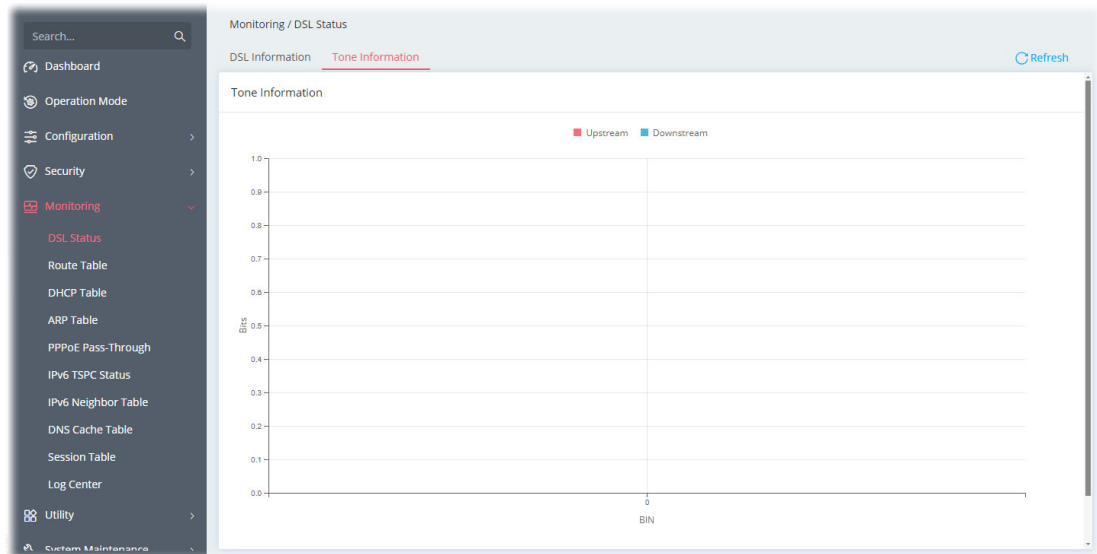 Search...
Dashboard
Operation Mode
Configuration
Security
Monitoring
DSL Status
Route Table
DHCP Table
ARP Table
PPPoE Pass-Through
IPv6 TSPC Status
IPv6 Neighbor Table
DNS Cache Table
Session Table
Log Center
Utility
System Maintenance
Monitoring / DSL Status
DSL Information Tone Information Refresh
Tone Information
Upstream Downstream
1.0
0.9
0.8
0.7
0.6
Bits
0.5
0.4
0.3
0.2
0.1
0.0
0
BIN